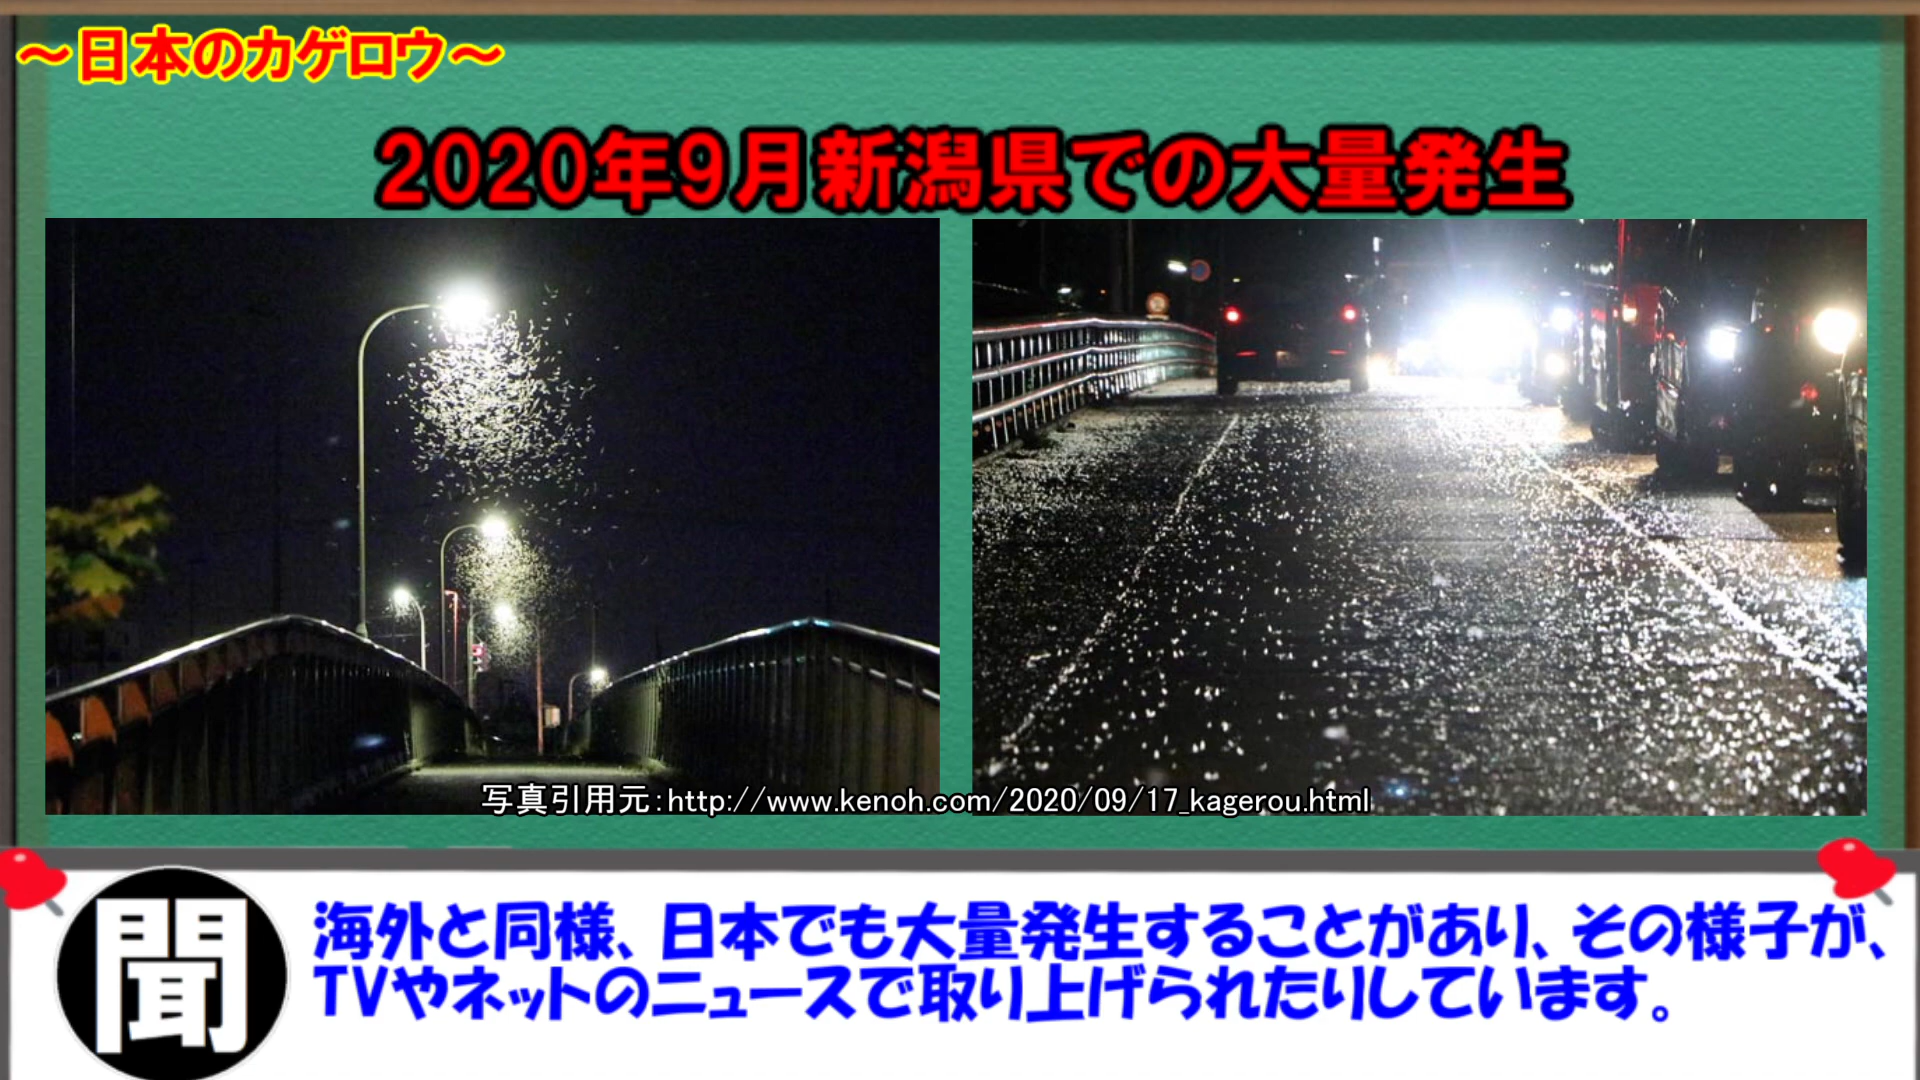 ～日本のカゲロウ～
2020年9月新潟県での大量発生
写真引用元：http://www.kenoh.com/2020/09/17_kagerou.html
聞
海外と同様、日本でも大量発生することがあり、その様子が、
TVやネットのニュースで取り上げられたりしています。